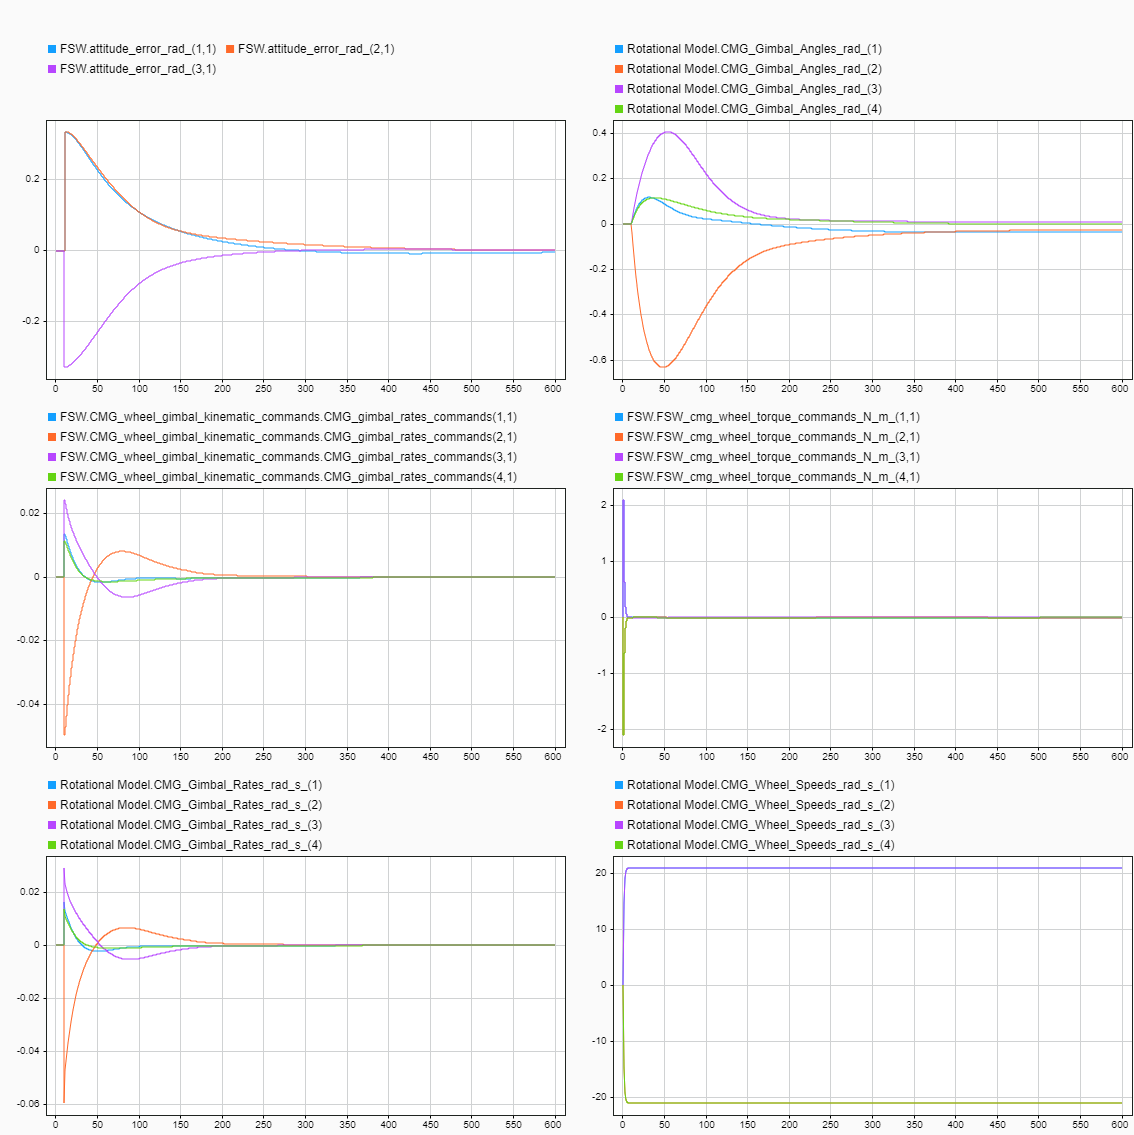 FSW.attitude_error_rad_(1,1) FSW.attitude_error_rad_(2,1)
FSW.attitude_error_rad_(3,1)
0.2
0
-0.2
0 50 100 150 200 250 300 350 400 450 500 550 600
Rotational Model.CMG_Gimbal_Angles_rad_(1)
Rotational Model.CMG_Gimbal_Angles_rad_(2)
Rotational Model.CMG_Gimbal_Angles_rad_(3)
Rotational Model.CMG_Gimbal_Angles_rad_(4)
0.4
0.2
0
-0.2
-0.4
-0.6
0 50 100 150 200 250 300 350 400 450 500 550 600
FSW.CMG_wheel_gimbal_kinematic_commands.CMG_gimbal_rates_commands(1,1)
FSW.CMG_wheel_gimbal_kinematic_commands.CMG_gimbal_rates_commands(2,1)
FSW.CMG_wheel_gimbal_kinematic_commands.CMG_gimbal_rates_commands(3,1)
FSW.CMG_wheel_gimbal_kinematic_commands.CMG_gimbal_rates_commands(4,1)
0.02
0
-0.02
-0.04
0 50 100 150 200 250 300 350 400 450 500 550 600
FSW.FSW_cmg_wheel_torque_commands_N_m_(1,1)
FSW.FSW_cmg_wheel_torque_commands_N_m_(2,1)
FSW.FSW_cmg_wheel_torque_commands_N_m_(3,1)
FSW.FSW_cmg_wheel_torque_commands_N_m_(4,1)
2
1
0
-1
-2
0 50 100 150 200 250 300 350 400 450 500 550 600
Rotational Model.CMG_Gimbal_Rates_rad_s_(1)
Rotational Model.CMG_Gimbal_Rates_rad_s_(2)
Rotational Model.CMG_Gimbal_Rates_rad_s_(3)
Rotational Model.CMG_Gimbal_Rates_rad_s_(4)
0.02
0
-0.02
-0.04
-0.06
0 50 100 150 200 250 300 350 400 450 500 550 600
Rotational Model.CMG_Wheel_Speeds_rad_s_(1)
Rotational Model.CMG_Wheel_Speeds_rad_s_(2)
Rotational Model.CMG_Wheel_Speeds_rad_s_(3)
Rotational Model.CMG_Wheel_Speeds_rad_s_(4)
20
10
0
-10
-20
0 50 100 150 200 250 300 350 400 450 500 550 600